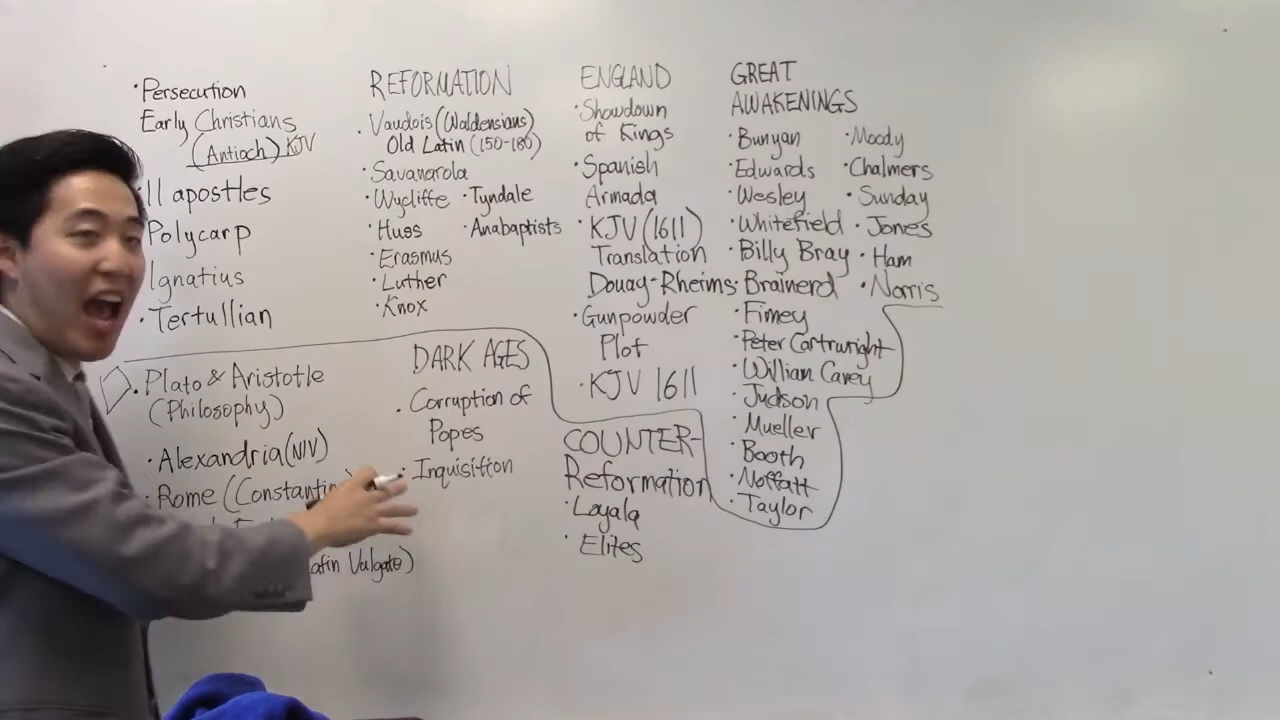 ·Persecution
Early Christians
(Antioch) KJV
11 apostles
Polycarp
Ignatius
·Tertullian
·Plato & Aristotle
(Philosophy)
·Alexandria (NIV)
·Rome (Constantin
atin Vulgate)
REFORMATION
·Vaudois (Waldensians)
Old Latin (150-180)
·Savanarola
·Wycliffe ·Tyndale
·Huss ·Anabaptists
·Erasmus
·Luther
·Knox
DARK AGES
·Corruption of
Popes
·Inquisition
ENGLAND
·Showdown
of Kings
·Spanish
Armada
·KJV (1611)
Translation
Douay-Rheims
·Gunpowder
Plot
·KJV 1611
COUNTER-
Reformation
·Loyala
·Elites
GREAT
AWAKENINGS
·Bunyan ·Moody
·Edwards ·Chalmers
·Wesley ·Sunday
·Whitefield ·Jones
·Billy Bray ·Ham
·Brainerd ·Norris
·Finney
·Peter Cartwright
·William Carey
·Judson
·Mueller
·Booth
·Moffatt
·Taylor